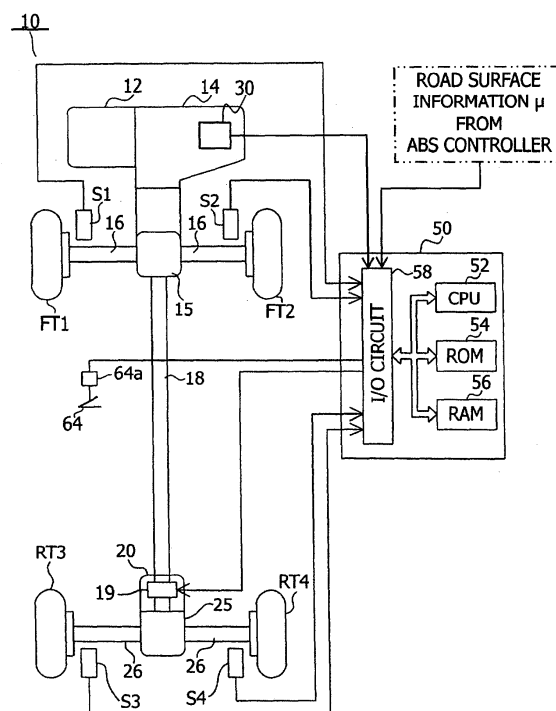 10
12
14
30
ROAD SURFACE
INFORMATION μ
FROM
ABS CONTROLLER
S1
S2
16
16
50
58
52
CPU
FT1
15
FT2
54
ROM
I/O CIRCUIT
56
RAM
64a
18
64
RT3
20
RT4
19
25
26
26
S3
S4